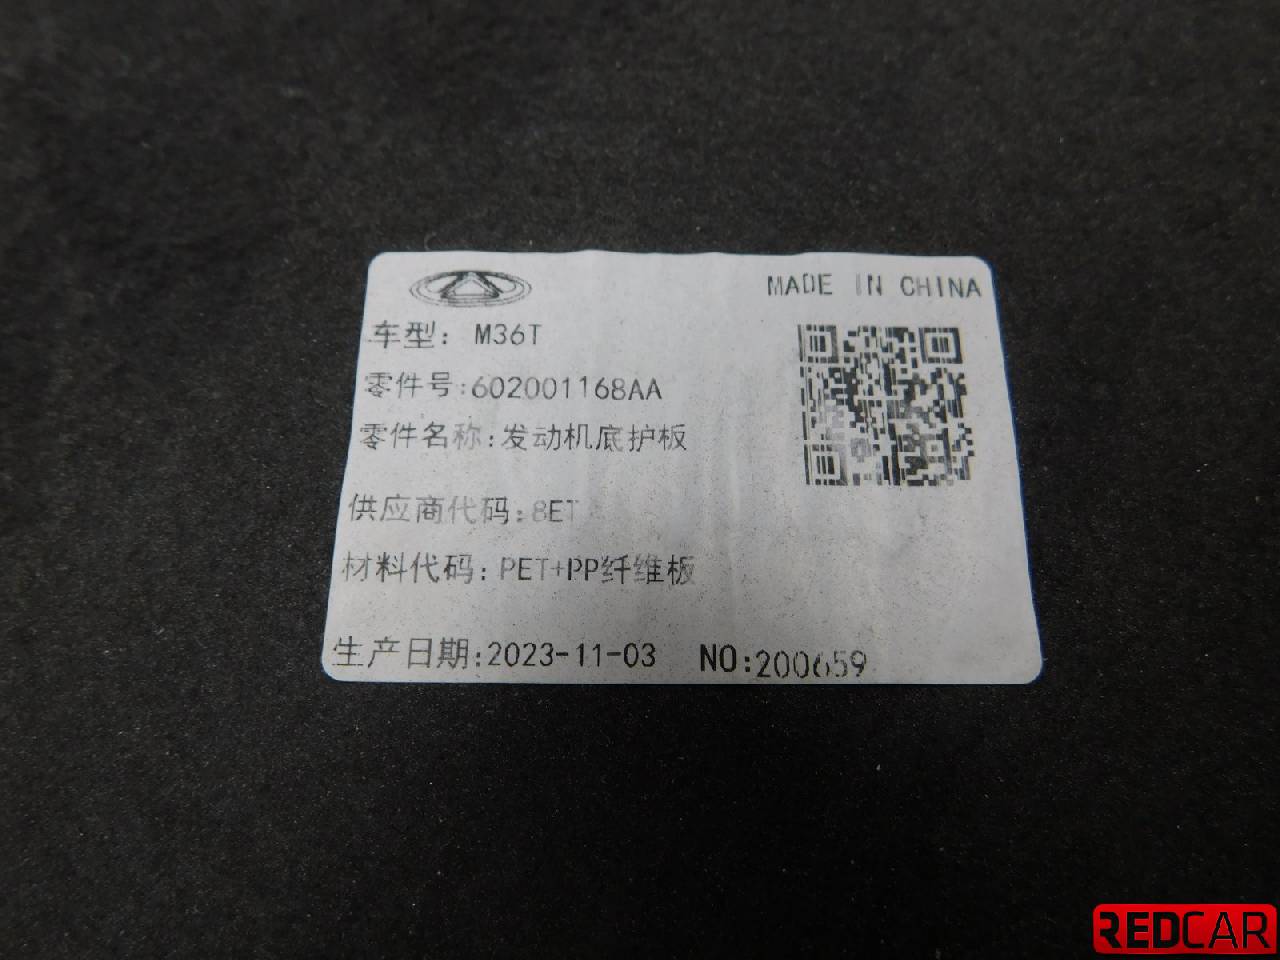 MADE IN CHINA
车型: M36T
零件号:602001168AA
零件名称:发动机底护板
供应商代码:8ET
材料代码: PET+PP纤维板
生产日期:2023-11-03 NO:200659
REDCAR